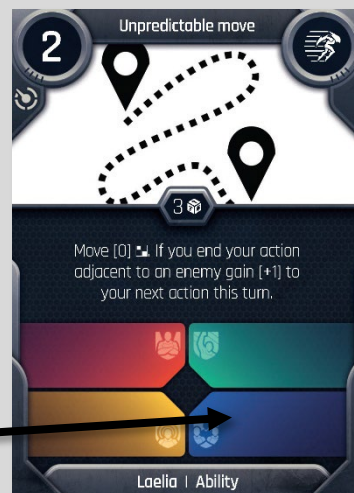 2
Unpredictable move
3
Move [0] If you end your action
adjacent to an enemy gain [+1] to
your next action this turn.
Laelia | Ability